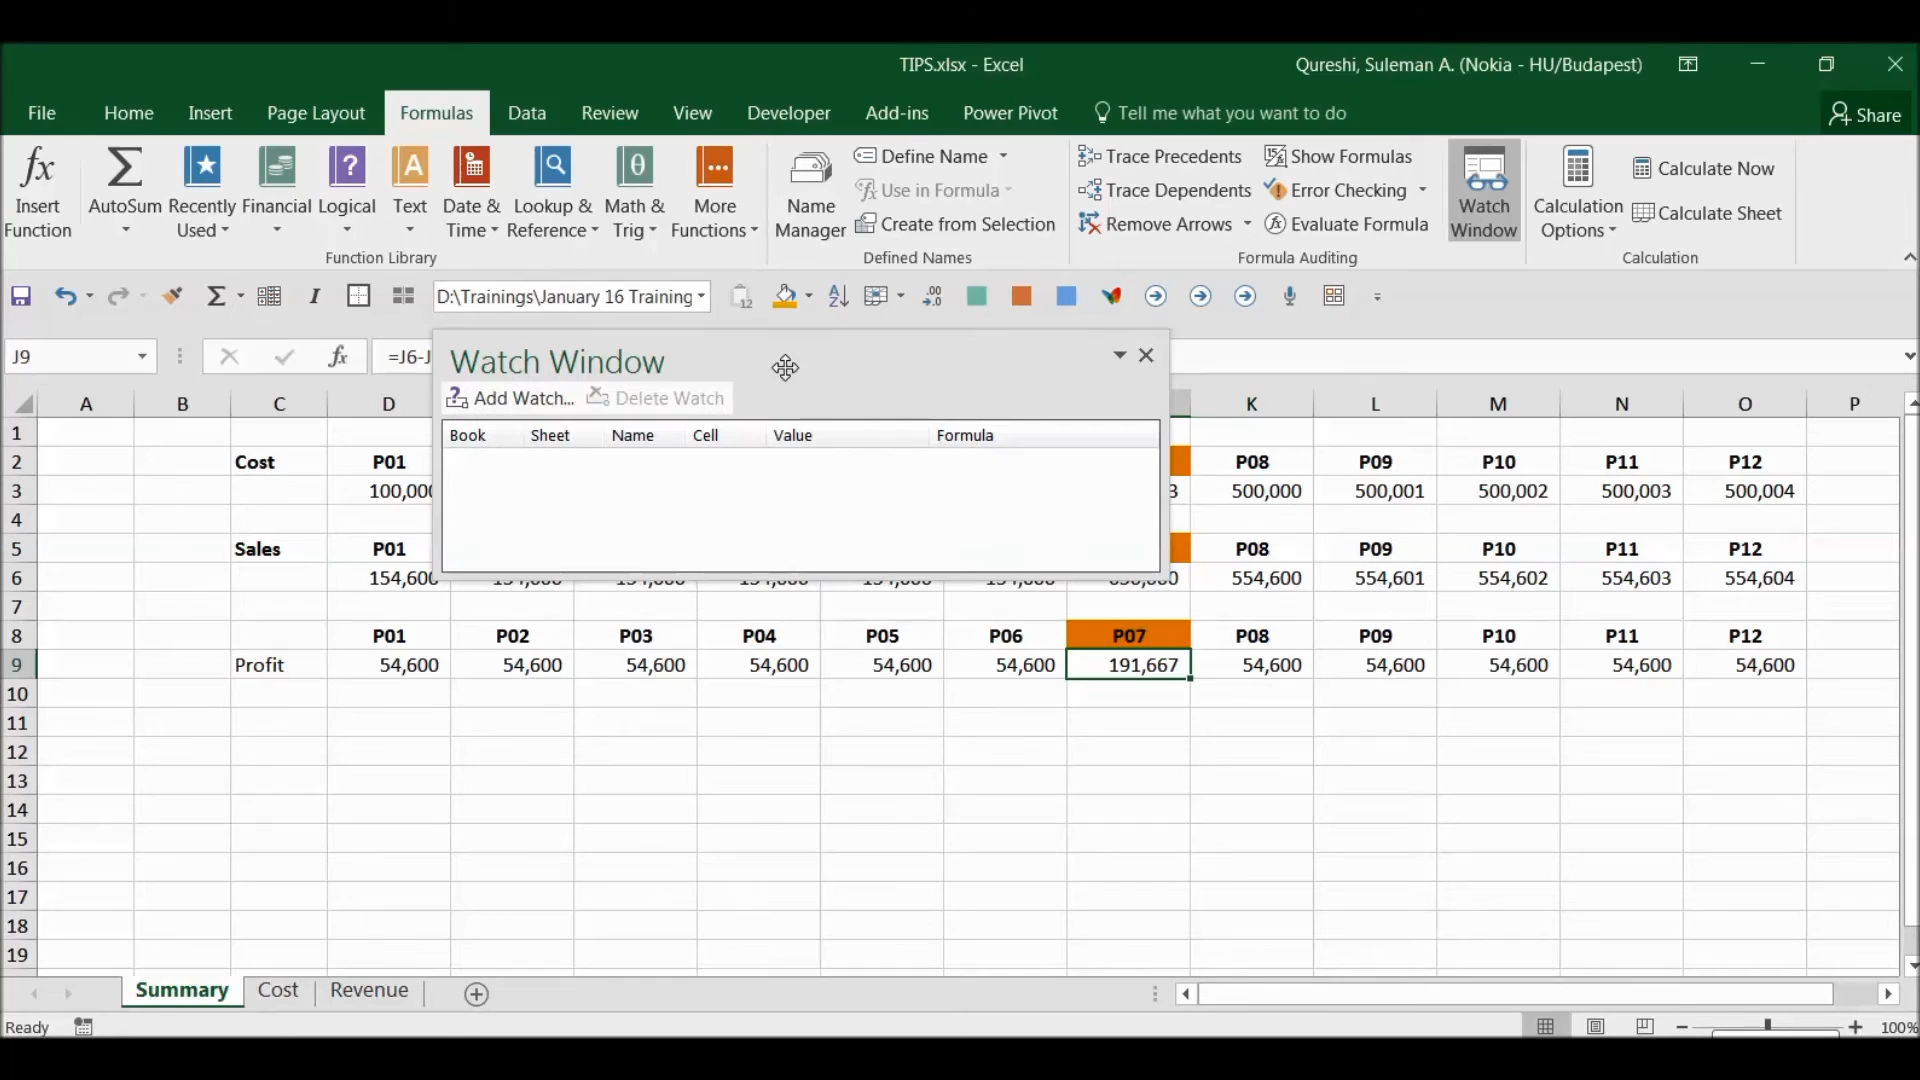 TIPS.xlsx - Excel
Qureshi, Suleman A. (Nokia - HU/Budapest)
File Home Insert Page Layout Formulas Data Review View Developer Add-ins Power Pivot Tell me what you want to do Share
Insert Function
AutoSum
Recently Used
Financial
Logical
Text
Date & Time
Lookup & Reference
Math & Trig
More Functions
Function Library
Name Manager
Define Name
Use in Formula
Create from Selection
Defined Names
Trace Precedents
Trace Dependents
Remove Arrows
Show Formulas
Error Checking
Evaluate Formula
Formula Auditing
Watch Window
Calculation Options
Calculate Now
Calculate Sheet
Calculation
D:\Trainings\January 16 Training
J9 fx =J6-J
Watch Window
Add Watch... Delete Watch
Book Sheet Name Cell Value Formula
A B C D K L M N O P
1
2 Cost P01 P08 P09 P10 P11 P12
3 100,000 3 500,000 500,001 500,002 500,003 500,004
4
5 Sales P01 P08 P09 P10 P11 P12
6 154,600 554,600 554,601 554,602 554,603 554,604
7
8 P01 P02 P03 P04 P05 P06 P07 P08 P09 P10 P11 P12
9 Profit 54,600 54,600 54,600 54,600 54,600 54,600 191,667 54,600 54,600 54,600 54,600 54,600
10
11
12
13
14
15
16
17
18
19
Summary Cost Revenue
Ready 100%